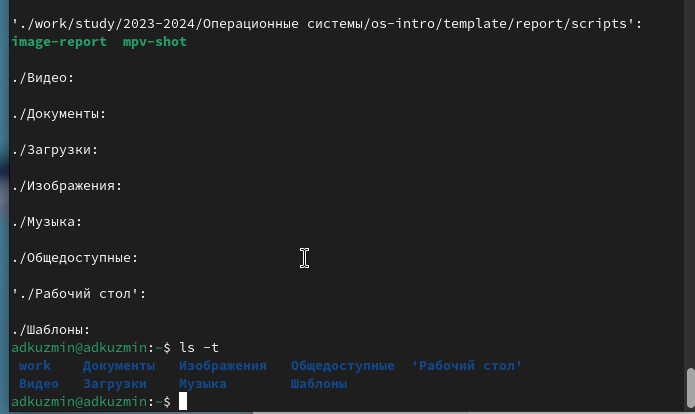 './work/study/2023-2024/Операционные системы/os-intro/template/report/scripts':
image-report  mpv-shot
./Видео:
./Документы:
./Загрузки:
./Изображения:
./Музыка:
./Общедоступные:
'./Рабочий стол':
./Шаблоны:
adkuzmin@adkuzmin:~$ ls -t
work    Документы   Изображения   Общедоступные  'Рабочий стол'
Видео   Загрузки    Музыка        Шаблоны
adkuzmin@adkuzmin:~$